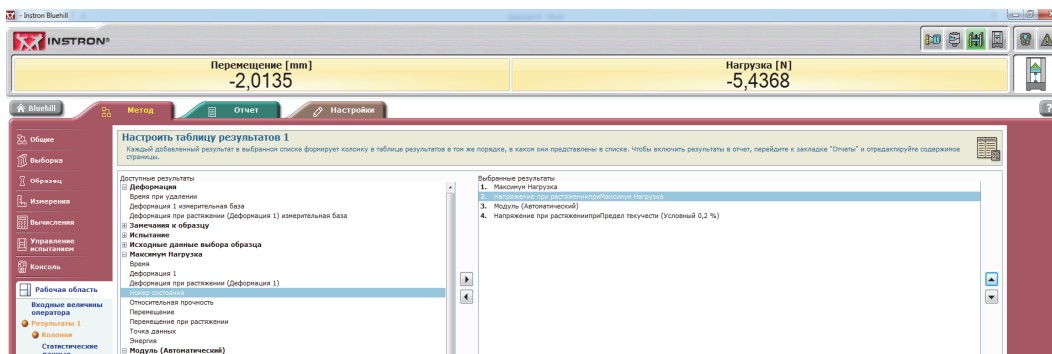 - Instron Bluehill
INSTRON®
Перемещение [mm]
-2,0135
Нагрузка [N]
-5,4368
Bluehill
Метод
Отчет
Настройки
?
Общие
Выборка
Образец
Измерения
Вычисления
Управление
испытанием
Консоль
Рабочая область
Входные величины
оператора
Результаты 1
Колонки
Статистические
данные
Настроить таблицу результатов 1
Каждый добавленный результат в выбранном списке формирует колонку в таблице результатов в том же порядке, в каком они представлены в списке. Чтобы включить результаты в отчет, перейдите к закладке "Отчеты" и отредактируйте содержимое
страницы.
Доступные результаты
Деформация
Время при удалении
Деформация 1 измерительная база
Деформация при растяжении (Деформация 1) измерительная база
Замечания к образцу
Испытание
Исходные данные выбора образца
Максимум Нагрузка
Время
Деформация 1
Деформация при растяжении (Деформация 1)
Номер состояния
Относительная прочность
Перемещение
Перемещение при растяжении
Точка данных
Энергия
Модуль (Автоматический)
Выбранные результаты
1. Максимум Нагрузка
2. Напряжение при растяженииприМаксимум Нагрузка
3. Модуль (Автоматический)
4. Напряжение при растяженииприПредел текучести (Условный 0,2 %)